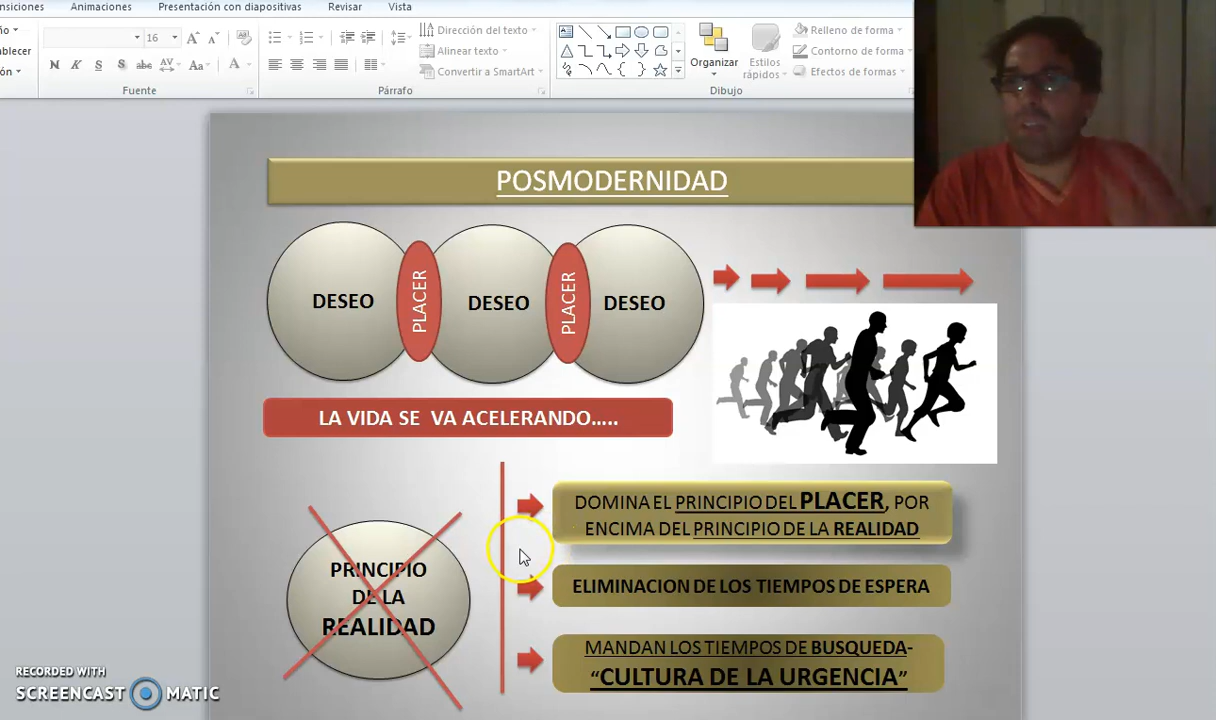 nsiciones
Animaciones
Presentación con diapositivas
Revisar
Vista
ño
ablecer
ón
16
N K S S abc AV Aa A
Fuente
Párrafo
Dirección del texto
Alinear texto
Convertir a SmartArt
Organizar
Estilos
rápidos
Relleno de forma
Contorno de forma
Efectos de formas
Dibujo
POSMODERNIDAD
DESEO
PLACER
DESEO
PLACER
DESEO
LA VIDA SE VA ACELERANDO.....
PRINCIPIO
DE LA
REALIDAD
DOMINA EL PRINCIPIO DEL PLACER, POR
ENCIMA DEL PRINCIPIO DE LA REALIDAD
ELIMINACION DE LOS TIEMPOS DE ESPERA
MANDAN LOS TIEMPOS DE BUSQUEDA-
“CULTURA DE LA URGENCIA”
RECORDED WITH
SCREENCAST MATIC